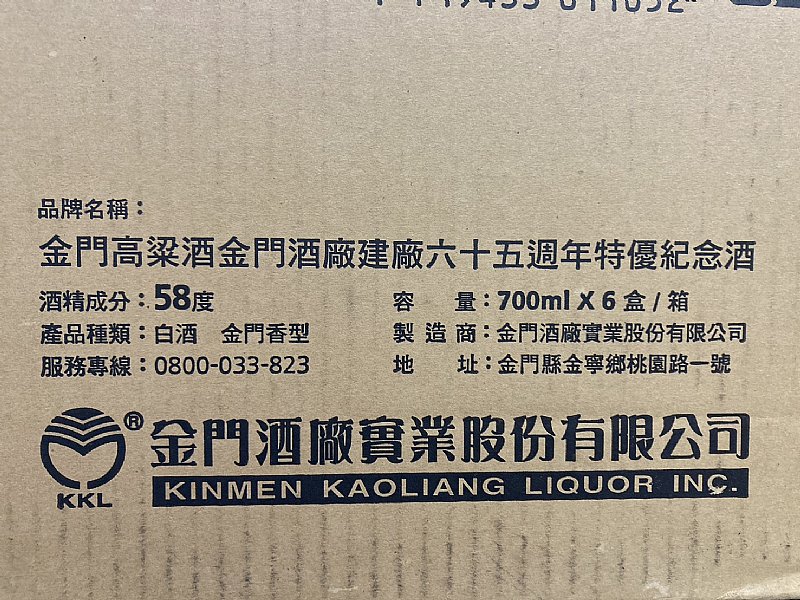 品牌名稱：
金門高粱酒金門酒廠建廠六十五週年特優紀念酒
酒精成分：58度 容 量：700ml X 6 盒 / 箱
產品種類：白酒 金門香型 製 造 商：金門酒廠實業股份有限公司
服務專線：0800-033-823 地 址：金門縣金寧鄉桃園路一號
金門酒廠實業股份有限公司
®
KKL
KINMEN KAOLIANG LIQUOR INC.